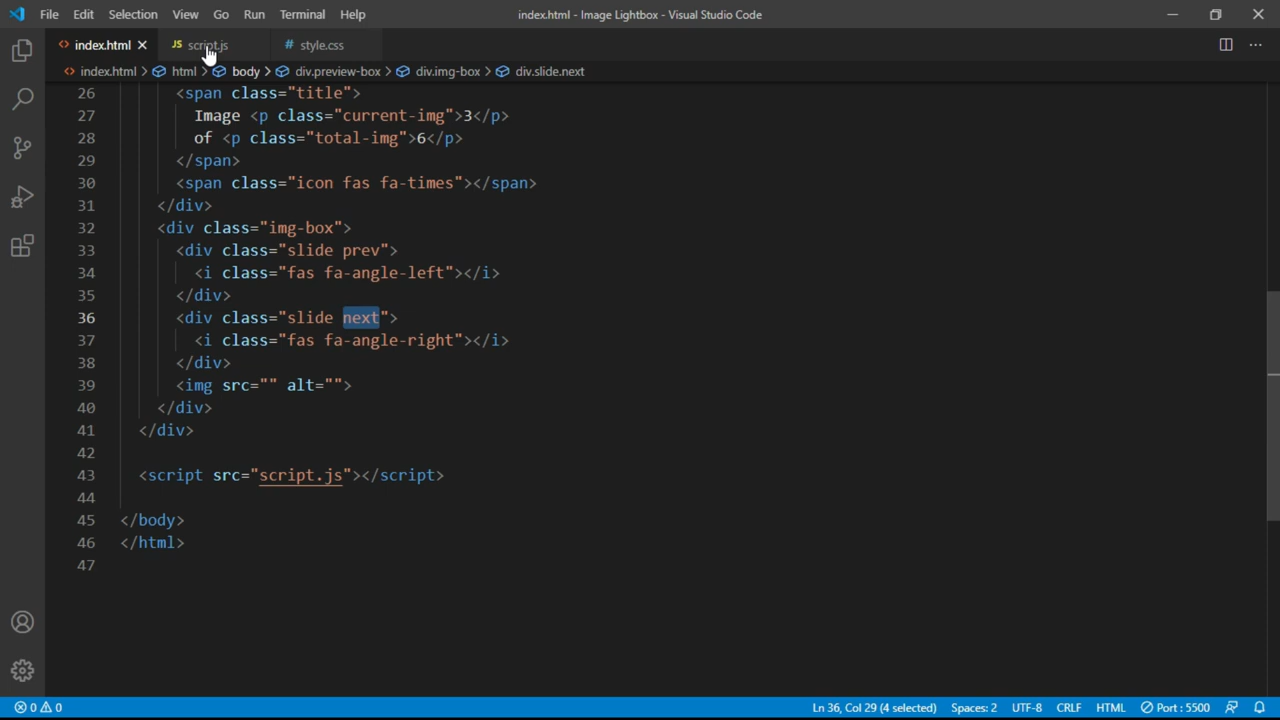 File Edit Selection View Go Run Terminal Help index.html - Image Lightbox - Visual Studio Code
<> index.html JS script.js # style.css
<> index.html > html > body > div.preview-box > div.img-box > div.slide.next
26 <span class="title">
27 Image <p class="current-img">3</p>
28 of <p class="total-img">6</p>
29 </span>
30 <span class="icon fas fa-times"></span>
31 </div>
32 <div class="img-box">
33 <div class="slide prev">
34 <i class="fas fa-angle-left"></i>
35 </div>
36 <div class="slide next">
37 <i class="fas fa-angle-right"></i>
38 </div>
39 <img src="" alt="">
40 </div>
41 </div>
42
43 <script src="script.js"></script>
44
45 </body>
46 </html>
47
0 0 Ln 36, Col 29 (4 selected) Spaces: 2 UTF-8 CRLF HTML Port : 5500